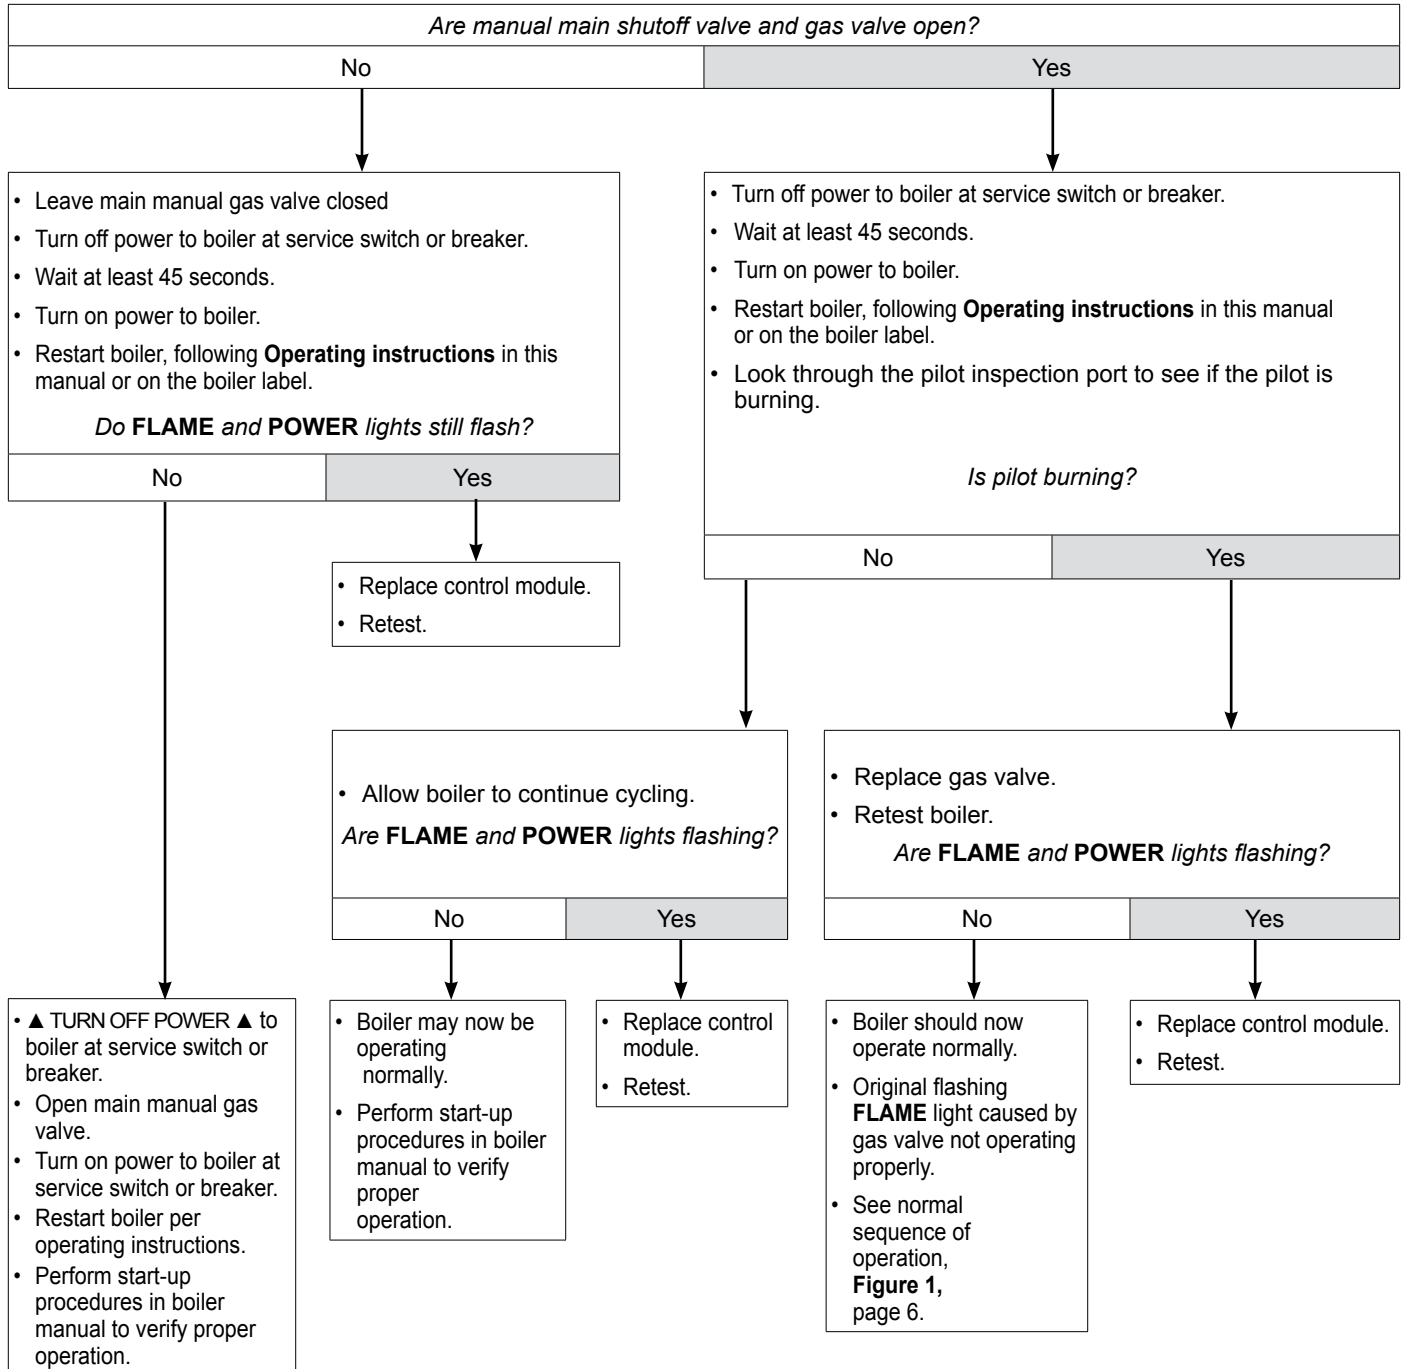 Are manual main shutoff valve and gas valve open?
No
Yes
• Leave main manual gas valve closed
• Turn off power to boiler at service switch or breaker.
• Wait at least 45 seconds.
• Turn on power to boiler.
• Restart boiler, following Operating instructions in this
manual or on the boiler label.
Do FLAME and POWER lights still flash?
No
Yes
• Turn off power to boiler at service switch or breaker.
• Wait at least 45 seconds.
• Turn on power to boiler.
• Restart boiler, following Operating instructions in this manual
or on the boiler label.
• Look through the pilot inspection port to see if the pilot is
burning.
Is pilot burning?
No
Yes
• Replace control module.
• Retest.
• Allow boiler to continue cycling.
Are FLAME and POWER lights flashing?
No
Yes
• Replace gas valve.
• Retest boiler.
Are FLAME and POWER lights flashing?
No
Yes
• ▲ TURN OFF POWER ▲ to
boiler at service switch or
breaker.
• Open main manual gas
valve.
• Turn on power to boiler at
service switch or breaker.
• Restart boiler per
operating instructions.
• Perform start-up
procedures in boiler
manual to verify proper
operation.
• Boiler may now be
operating
normally.
• Perform start-up
procedures in boiler
manual to verify
proper
operation.
• Replace control
module.
• Retest.
• Boiler should now
operate normally.
• Original flashing
FLAME light caused by
gas valve not operating
properly.
• See normal
sequence of
operation,
Figure 1,
page 6.
• Replace control module.
• Retest.